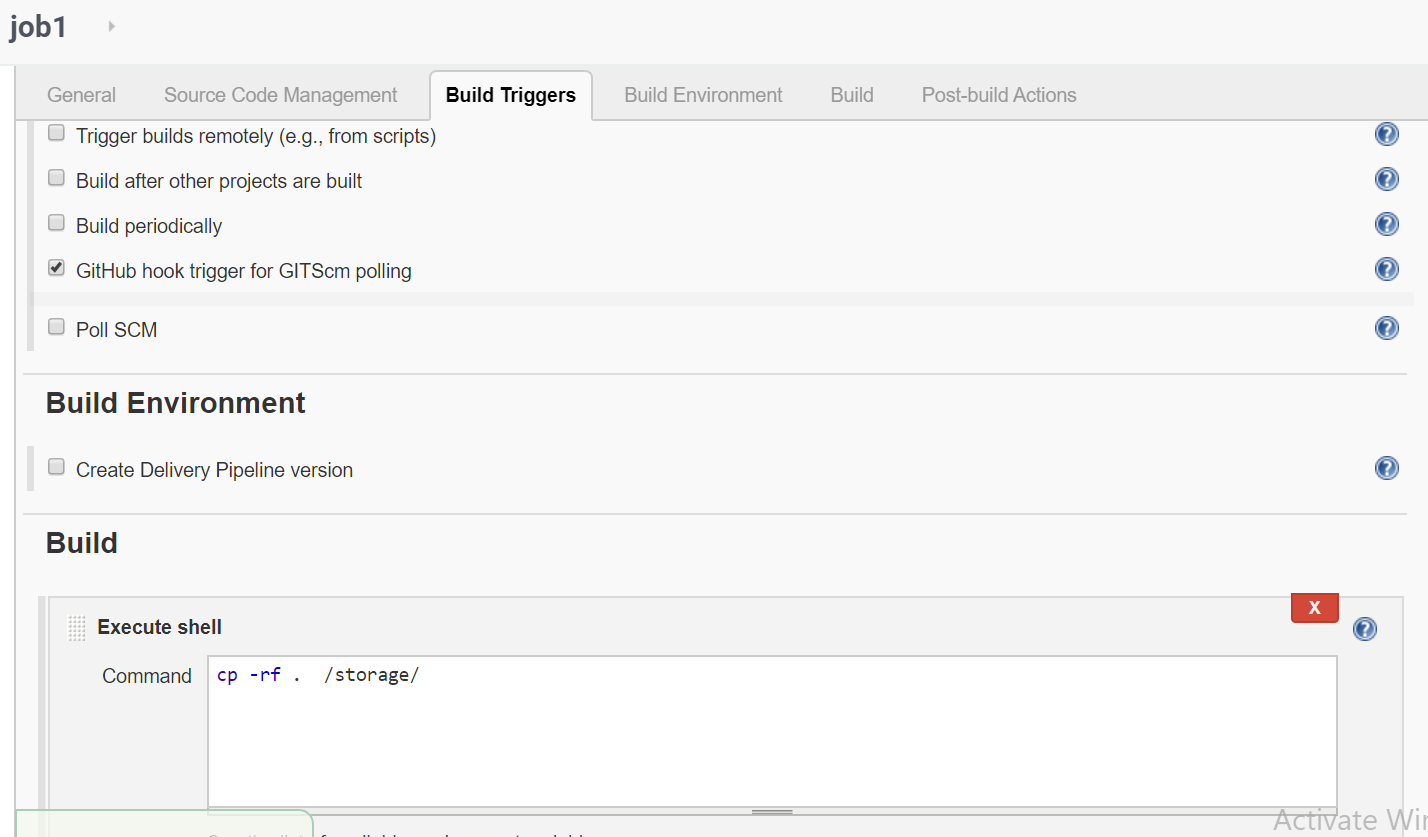 job1
General Source Code Management Build Triggers Build Environment Build Post-build Actions
Trigger builds remotely (e.g., from scripts)
Build after other projects are built
Build periodically
GitHub hook trigger for GITScm polling
Poll SCM
Build Environment
Create Delivery Pipeline version
Build
X
Execute shell
Command cp -rf . /storage/
Activate